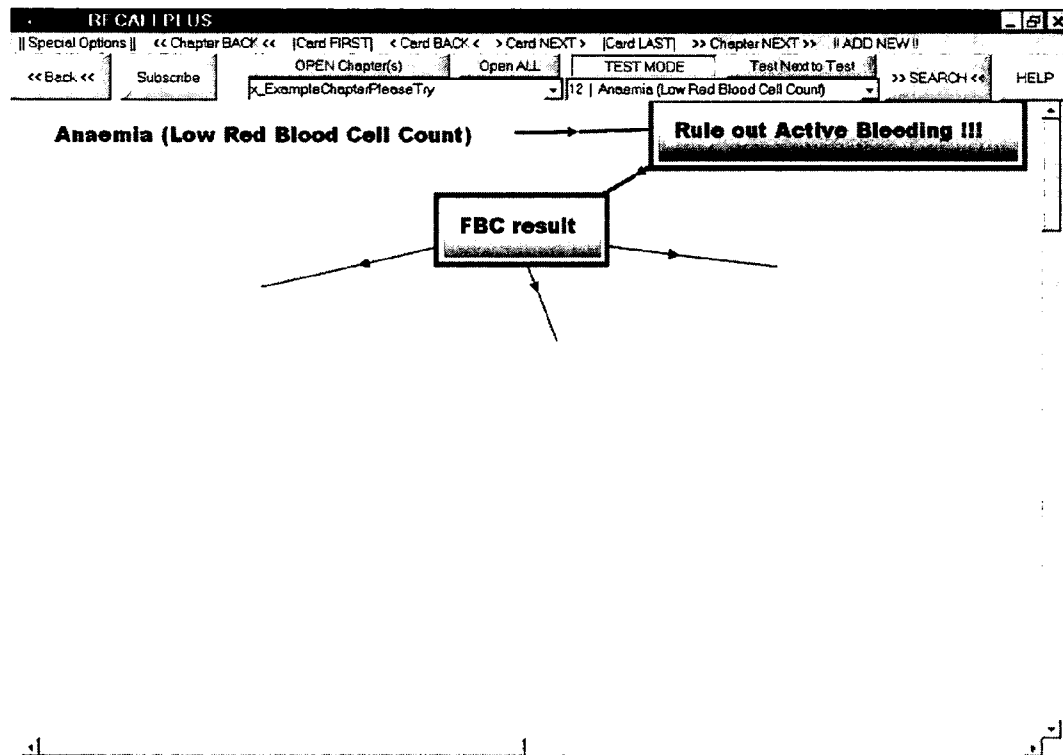 RECALLPLUS
|| Special Options || << Chapter BACK << |Card FIRST| < Card BACK < > Card NEXT > |Card LAST| >> Chapter NEXT >> !! ADD NEW !!
<< Back << Subscribe OPEN Chapter(s) Open ALL TEST MODE Test Next to Test >> SEARCH << HELP
x_ExampleChapterPleaseTry 12 | Anaemia (Low Red Blood Cell Count)
Anaemia (Low Red Blood Cell Count) Rule out Active Bleeding !!!
FBC result